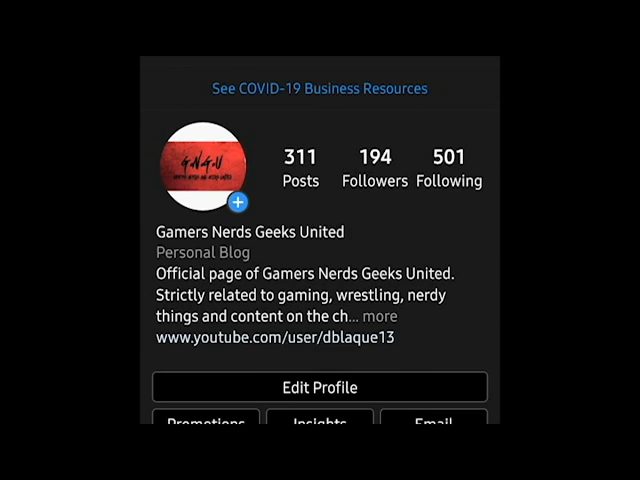 See COVID-19 Business Resources
G.N.G.U
311 194 501
Posts Followers Following
Gamers Nerds Geeks United
Personal Blog
Official page of Gamers Nerds Geeks United.
Strictly related to gaming, wrestling, nerdy
things and content on the ch... more
www.youtube.com/user/dblaque13
Edit Profile
Promotions Insights Email